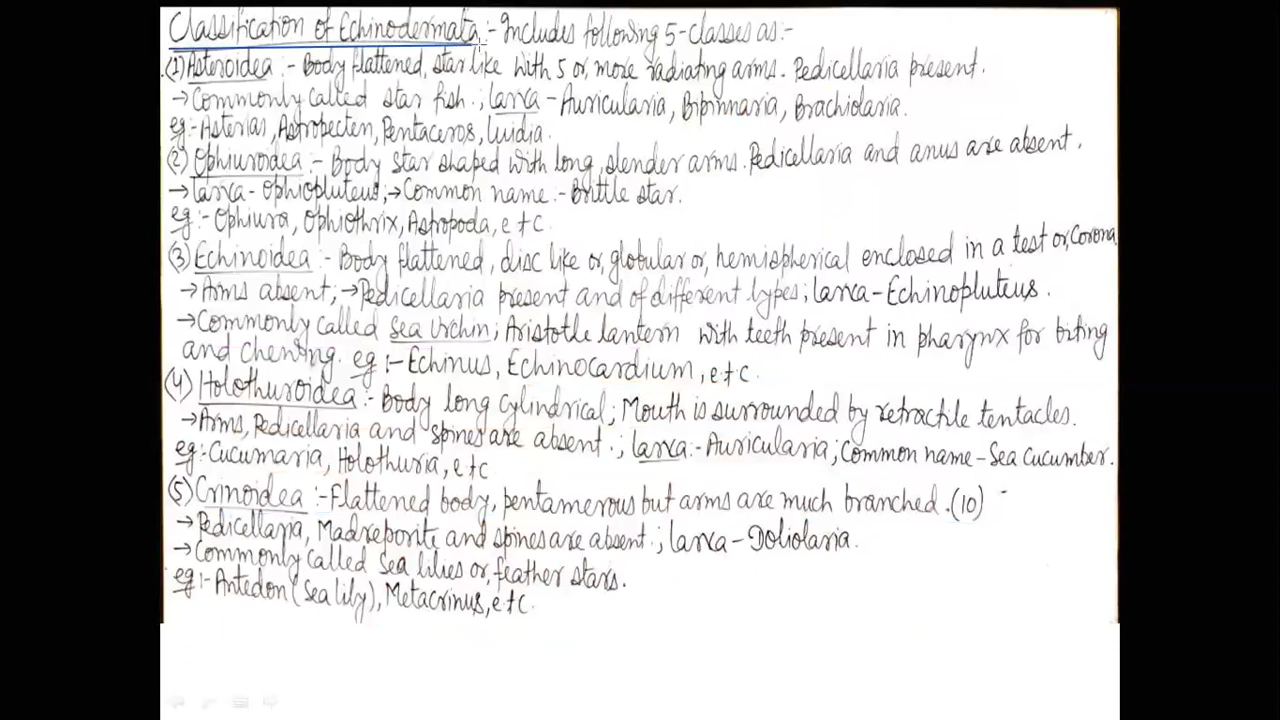 Classification of Echinodermata :- Includes following 5-classes as:-
(1) Asteroidea :- Body flattened, star like with 5 or, more radiating arms. Pedicellaria present.
→ Commonly called star fish.; larva - Auricularia, Bipinnaria, Brachiolaria.
eg:- Asterias, Astropecten, Pentaceros, Luidia.
(2) Ophiuroidea :- Body star shaped with long, slender arms. Pedicellaria and anus are absent.
→ Larva - Ophiopluteus; → Common name :- Brittle star.
eg:- Ophiura, Ophiothrix, Astropoda, etc.
(3) Echinoidea :- Body flattened, disc like or, globular or, hemispherical enclosed in a test or, Corona
→ Arms absent; → Pedicellaria present and of different types; Larva - Echinopluteus.
→ Commonly called Sea Urchin; Aristotle lantern with teeth present in pharynx for biting
and chewing. eg:- Echinus, Echinocardium, etc.
(4) Holothuroidea :- Body long cylindrical; Mouth is surrounded by retractile tentacles.
→ Arms, Pedicellaria and spines are absent.; larva:- Auricularia; Common name - Sea Cucumber.
eg:- Cucumaria, Holothuria, etc
(5) Crinoidea :- Flattened body, pentamerous but arms are much branched. (10) -
→ Pedicellaria, Madreporite and spines are absent.; Larva - Doliolaria.
→ Commonly called Sea lilies or, feather stars.
eg:- Antedon (Sea lily), Metacrinus, etc.